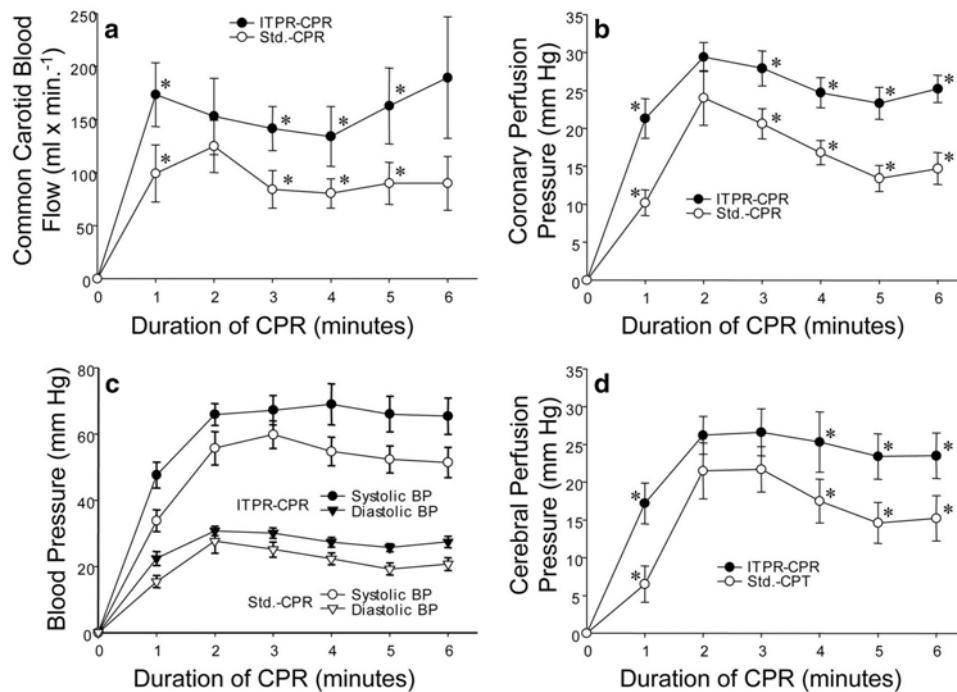 a
ITPR-CPR
Std.-CPR
Common Carotid Blood
Flow (ml x min.⁻¹)
250
200
150
100
50
0
* * * *
* * * *
0 1 2 3 4 5 6
Duration of CPR (minutes)
b
ITPR-CPR
Std.-CPR
Coronary Perfusion
Pressure (mm Hg)
35
30
25
20
15
10
5
0
* * * * *
* * * * *
0 1 2 3 4 5 6
Duration of CPR (minutes)
c
Blood Pressure (mm Hg)
80
60
40
20
0
ITPR-CPR
Systolic BP
Diastolic BP
Std.-CPR
Systolic BP
Diastolic BP
0 1 2 3 4 5 6
Duration of CPR (minutes)
d
Cerebral Perfusion
Pressure (mm Hg)
35
30
25
20
15
10
5
0
* * * *
* * * *
ITPR-CPR
Std.-CPT
0 1 2 3 4 5 6
Duration of CPR (minutes)